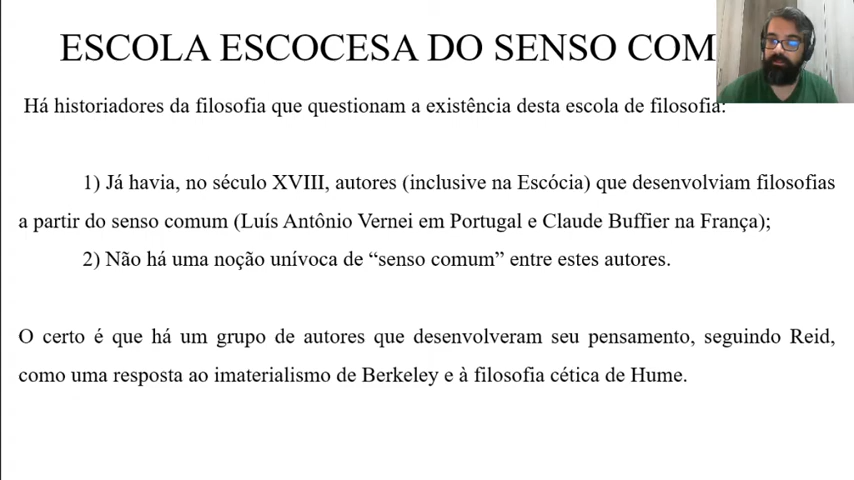 ESCOLA ESCOCESA DO SENSO COM
Há historiadores da filosofia que questionam a existência desta escola de filosofia:
1) Já havia, no século XVIII, autores (inclusive na Escócia) que desenvolviam filosofias
a partir do senso comum (Luís Antônio Vernei em Portugal e Claude Buffier na França);
2) Não há uma noção unívoca de “senso comum” entre estes autores.
O certo é que há um grupo de autores que desenvolveram seu pensamento, seguindo Reid,
como uma resposta ao imaterialismo de Berkeley e à filosofia cética de Hume.